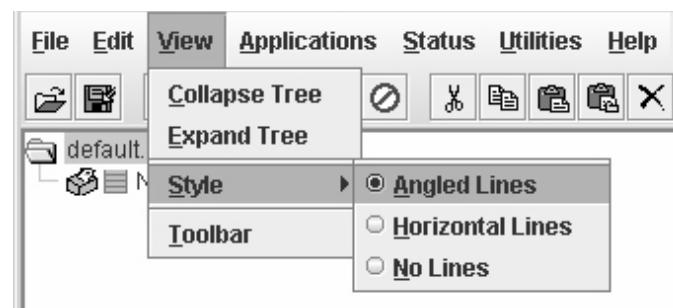 File Edit View Applications Status Utilities Help
Collapse Tree
Expand Tree
default.
Style
Angled Lines
Toolbar
Horizontal Lines
No Lines